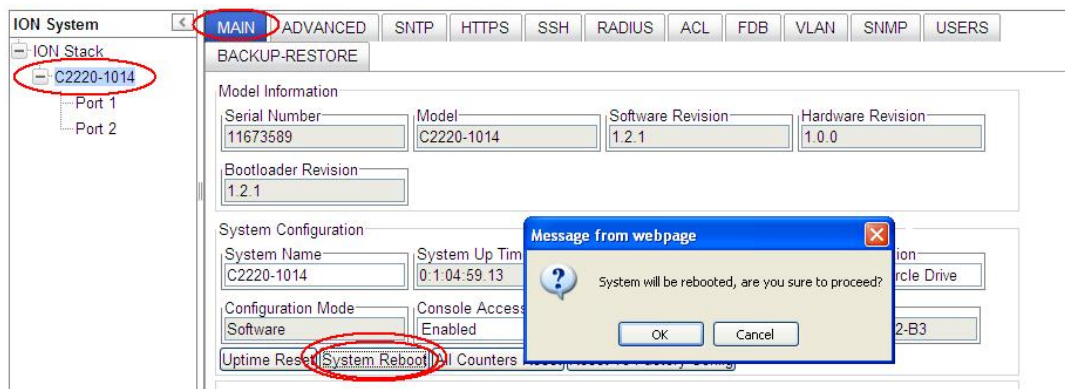 ION System
ION Stack
C2220-1014
Port 1
Port 2
MAIN ADVANCED SNTP HTTPS SSH RADIUS ACL FDB VLAN SNMP USERS
BACKUP-RESTORE
Model Information
Serial Number Model Software Revision Hardware Revision
11673589 C2220-1014 1.2.1 1.0.0
Bootloader Revision
1.2.1
System Configuration
System Name System Up Tim ion
C2220-1014 0:1:04:59.13 rcle Drive
Configuration Mode Console Access
Software Enabled 2-B3
Uptime Reset System Reboot All Counters
Message from webpage
System will be rebooted, are you sure to proceed?
OK Cancel